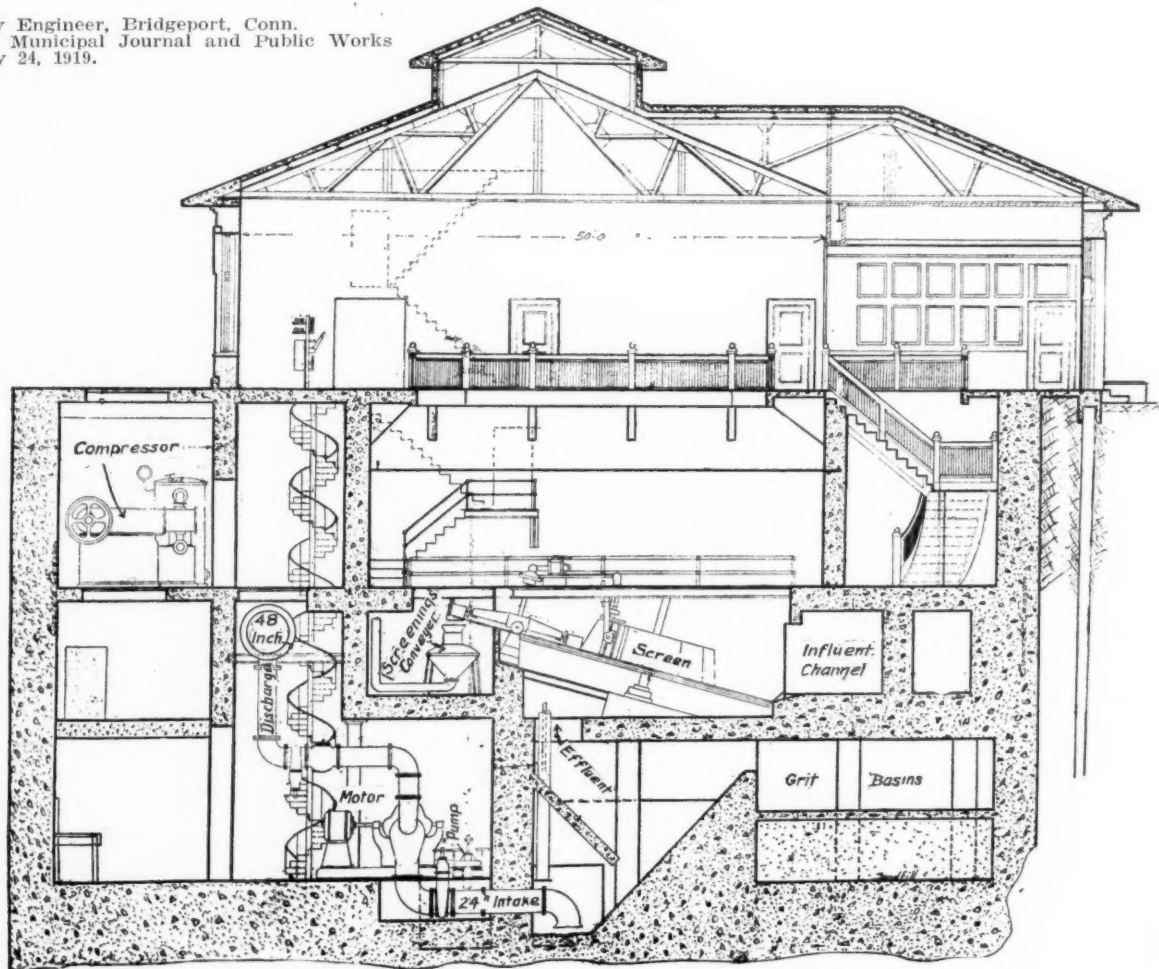 y Engineer, Bridgeport, Conn.
Municipal Journal and Public Works
y 24, 1919.
50-0
Compressor
Tank
48
Inch
Discharge
Screenings
Conveyer
Screen
Influent
Channel
Effluent
Grit Basins
Motor
Pump
24" Intake